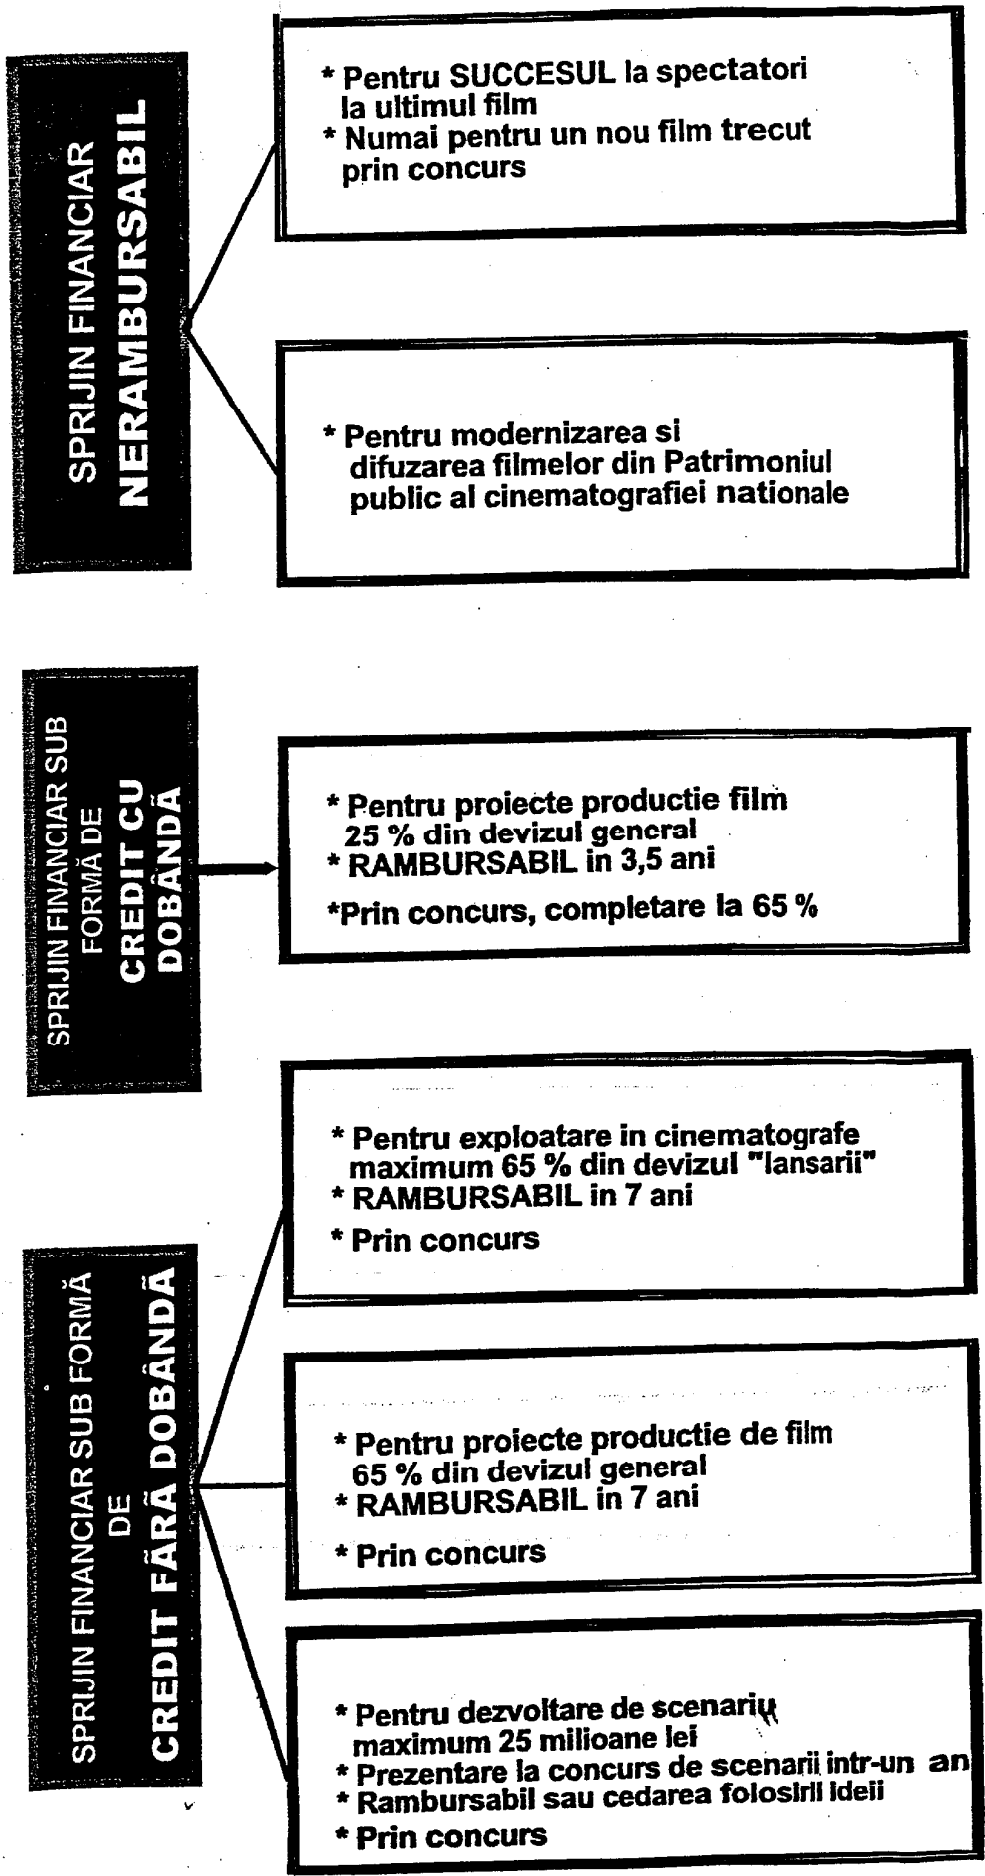 SPRIJIN FINANCIAR
NERAMBURSABIL
* Pentru SUCCESUL la spectatori
la ultimul film
* Numai pentru un nou film trecut
prin concurs
* Pentru modernizarea si
difuzarea filmelor din Patrimoniul
public al cinematografiei nationale
SPRIJIN FINANCIAR SUB
FORMĂ DE
CREDIT CU
DOBÂNDĂ
* Pentru proiecte productie film
25 % din devizul general
* RAMBURSABIL in 3,5 ani
*Prin concurs, completare la 65 %
SPRIJIN FINANCIAR SUB FORMĂ
DE
CREDIT FĂRĂ DOBÂNDĂ
* Pentru exploatare in cinematografe
maximum 65 % din devizul "lansarii"
* RAMBURSABIL in 7 ani
* Prin concurs
* Pentru proiecte productie de film
65 % din devizul general
* RAMBURSABIL in 7 ani
* Prin concurs
* Pentru dezvoltare de scenariu
maximum 25 milioane lei
* Prezentare la concurs de scenarii intr-un an
* Rambursabil sau cedarea folosirii ideii
* Prin concurs